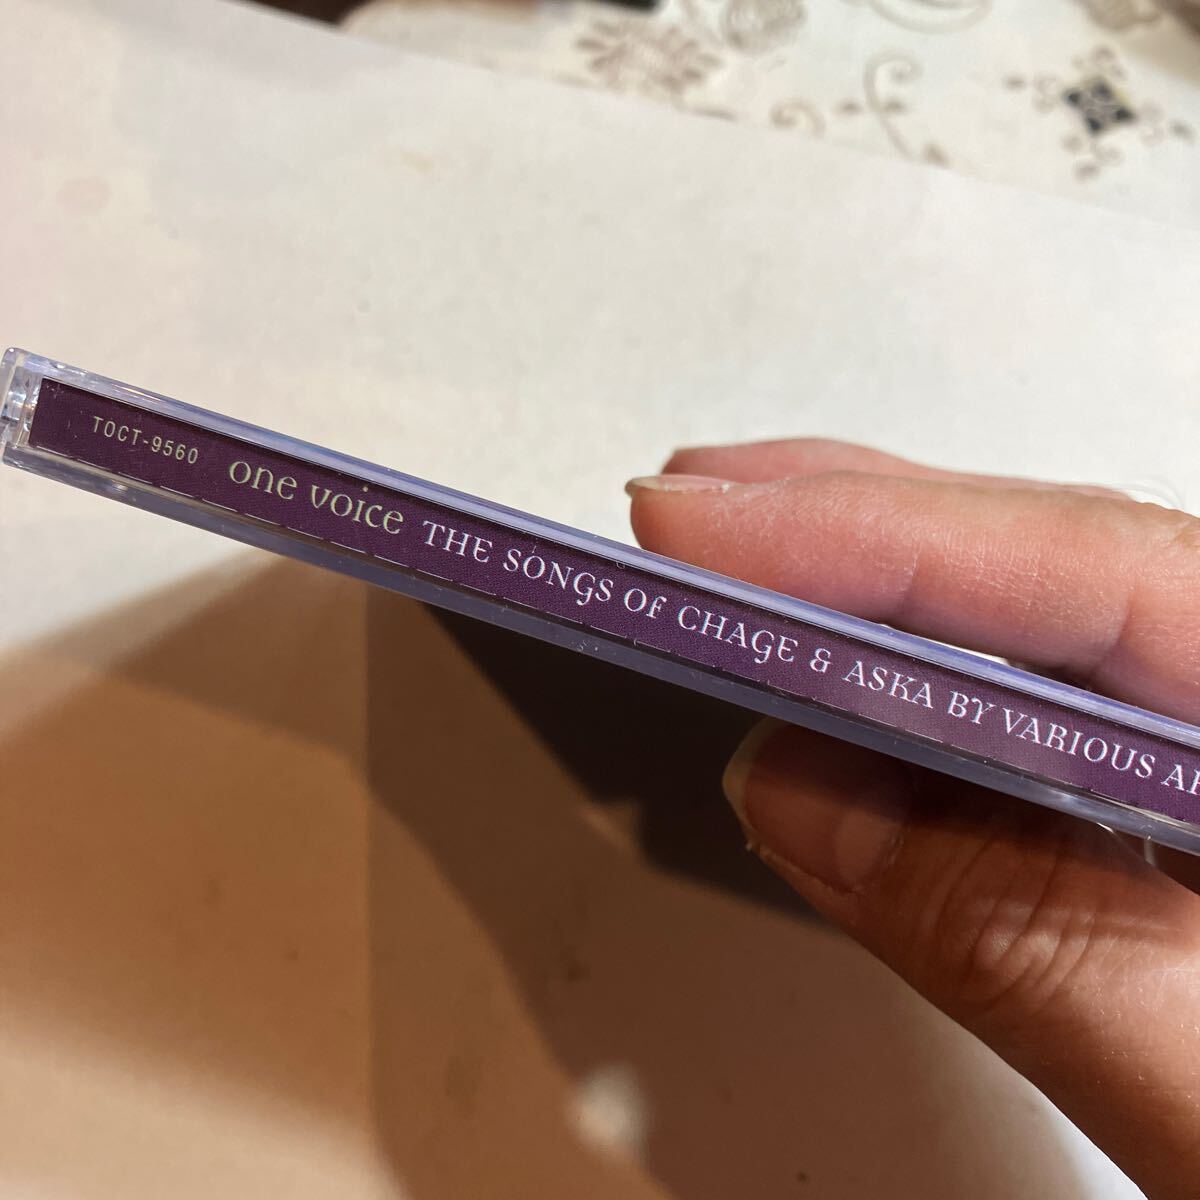 TOCT-9560 one voice THE SONGS OF CHAGE & ASKA BY VARIOUS